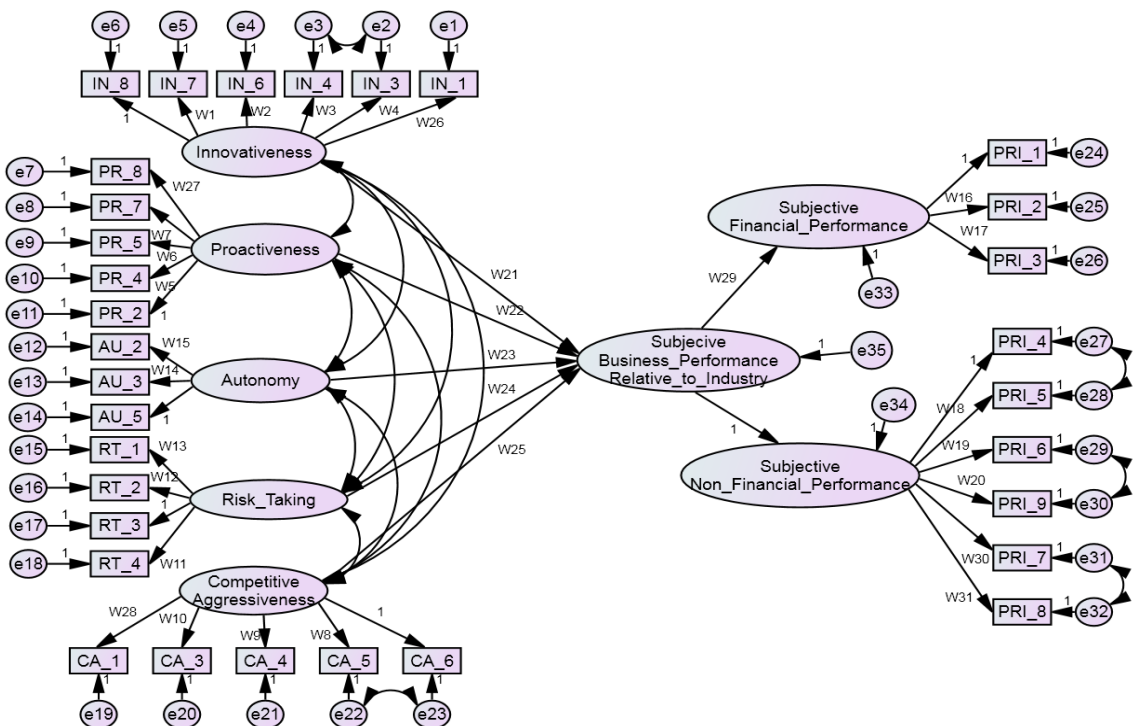 e6
e5
e4
e3
e2
e1
1
1
1
1
1
1
IN_8
IN_7
IN_6
IN_4
IN_3
IN_1
1
W1
W2
W3
W4
W26
Innovativeness
e7
1
PR_8
W27
e8
1
PR_7
W7
e9
1
PR_5
W6
e10
1
PR_4
W5
e11
1
PR_2
1
Proactiveness
e12
1
AU_2
W15
e13
1
AU_3
W14
e14
1
AU_5
1
Autonomy
e15
1
RT_1
W13
e16
1
RT_2
W12
e17
1
RT_3
1
e18
1
RT_4
W11
Risk_Taking
Competitive
Aggressiveness
W28
W10
W9
W8
1
CA_1
CA_3
CA_4
CA_5
CA_6
1
1
1
1
1
e19
e20
e21
e22
e23
W21
W22
W23
W24
W25
Subjecive
Business_Performance
Relative_to_Industry
1
e35
W29
1
Subjective
Financial_Performance
1
e33
1
W16
W17
PRI_1
1
e24
PRI_2
1
e25
PRI_3
1
e26
e34
1
Subjective
Non_Financial_Performance
1
W18
W19
W20
W30
W31
PRI_4
1
e27
PRI_5
1
e28
PRI_6
1
e29
PRI_9
1
e30
PRI_7
1
e31
PRI_8
1
e32